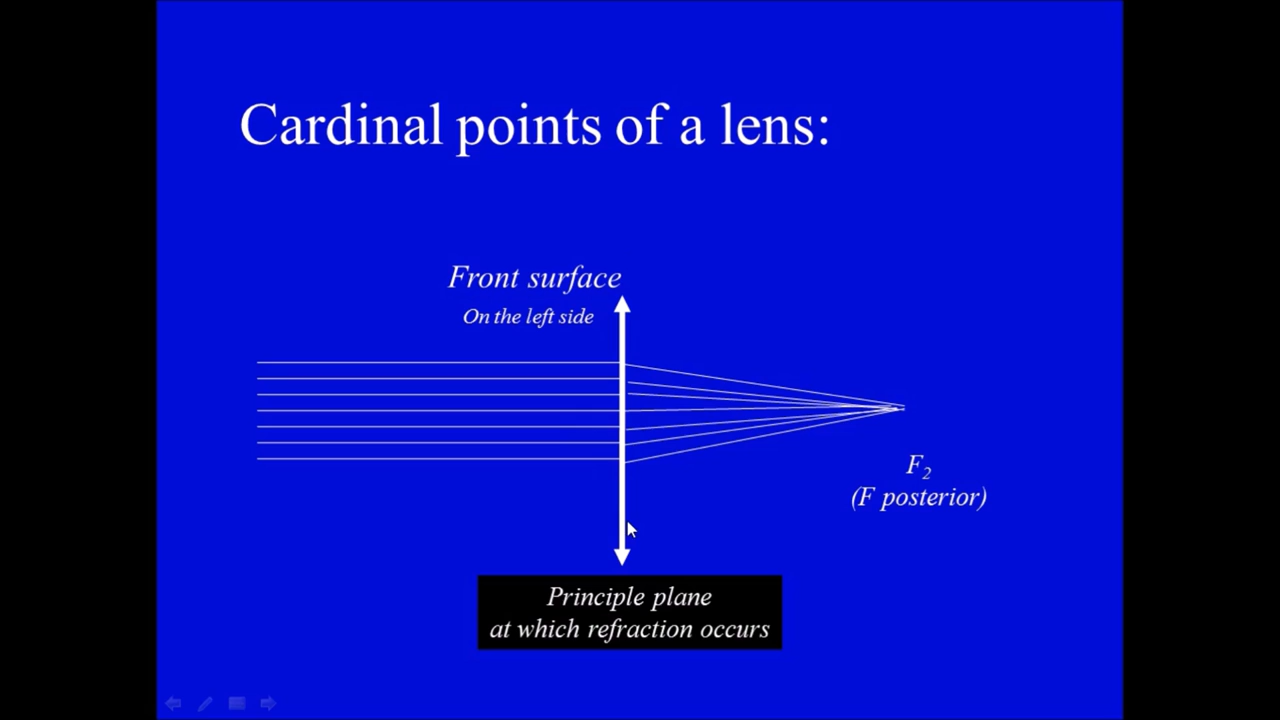 Cardinal points of a lens:
Front surface
On the left side
F2
(F posterior)
Principle plane
at which refraction occurs